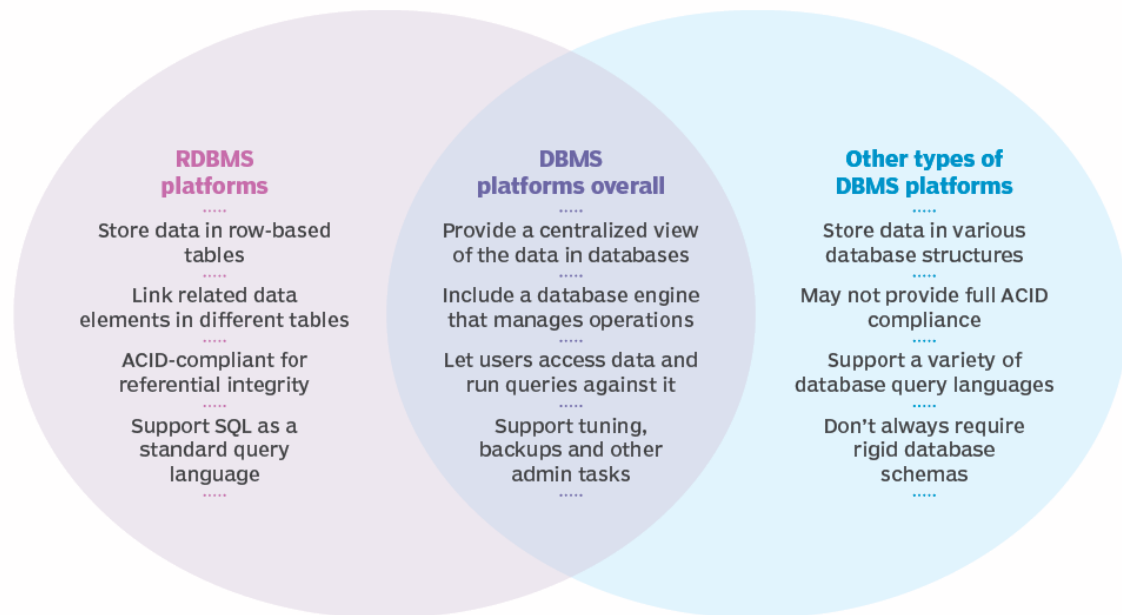 RDBMS
platforms
Store data in row-based
tables
Link related data
elements in different tables
ACID-compliant for
referential integrity
Support SQL as a
standard query
language
DBMS
platforms overall
Provide a centralized view
of the data in databases
Include a database engine
that manages operations
Let users access data and
run queries against it
Support tuning,
backups and other
admin tasks
Other types of
DBMS platforms
Store data in various
database structures
May not provide full ACID
compliance
Support a variety of
database query languages
Don’t always require
rigid database
schemas